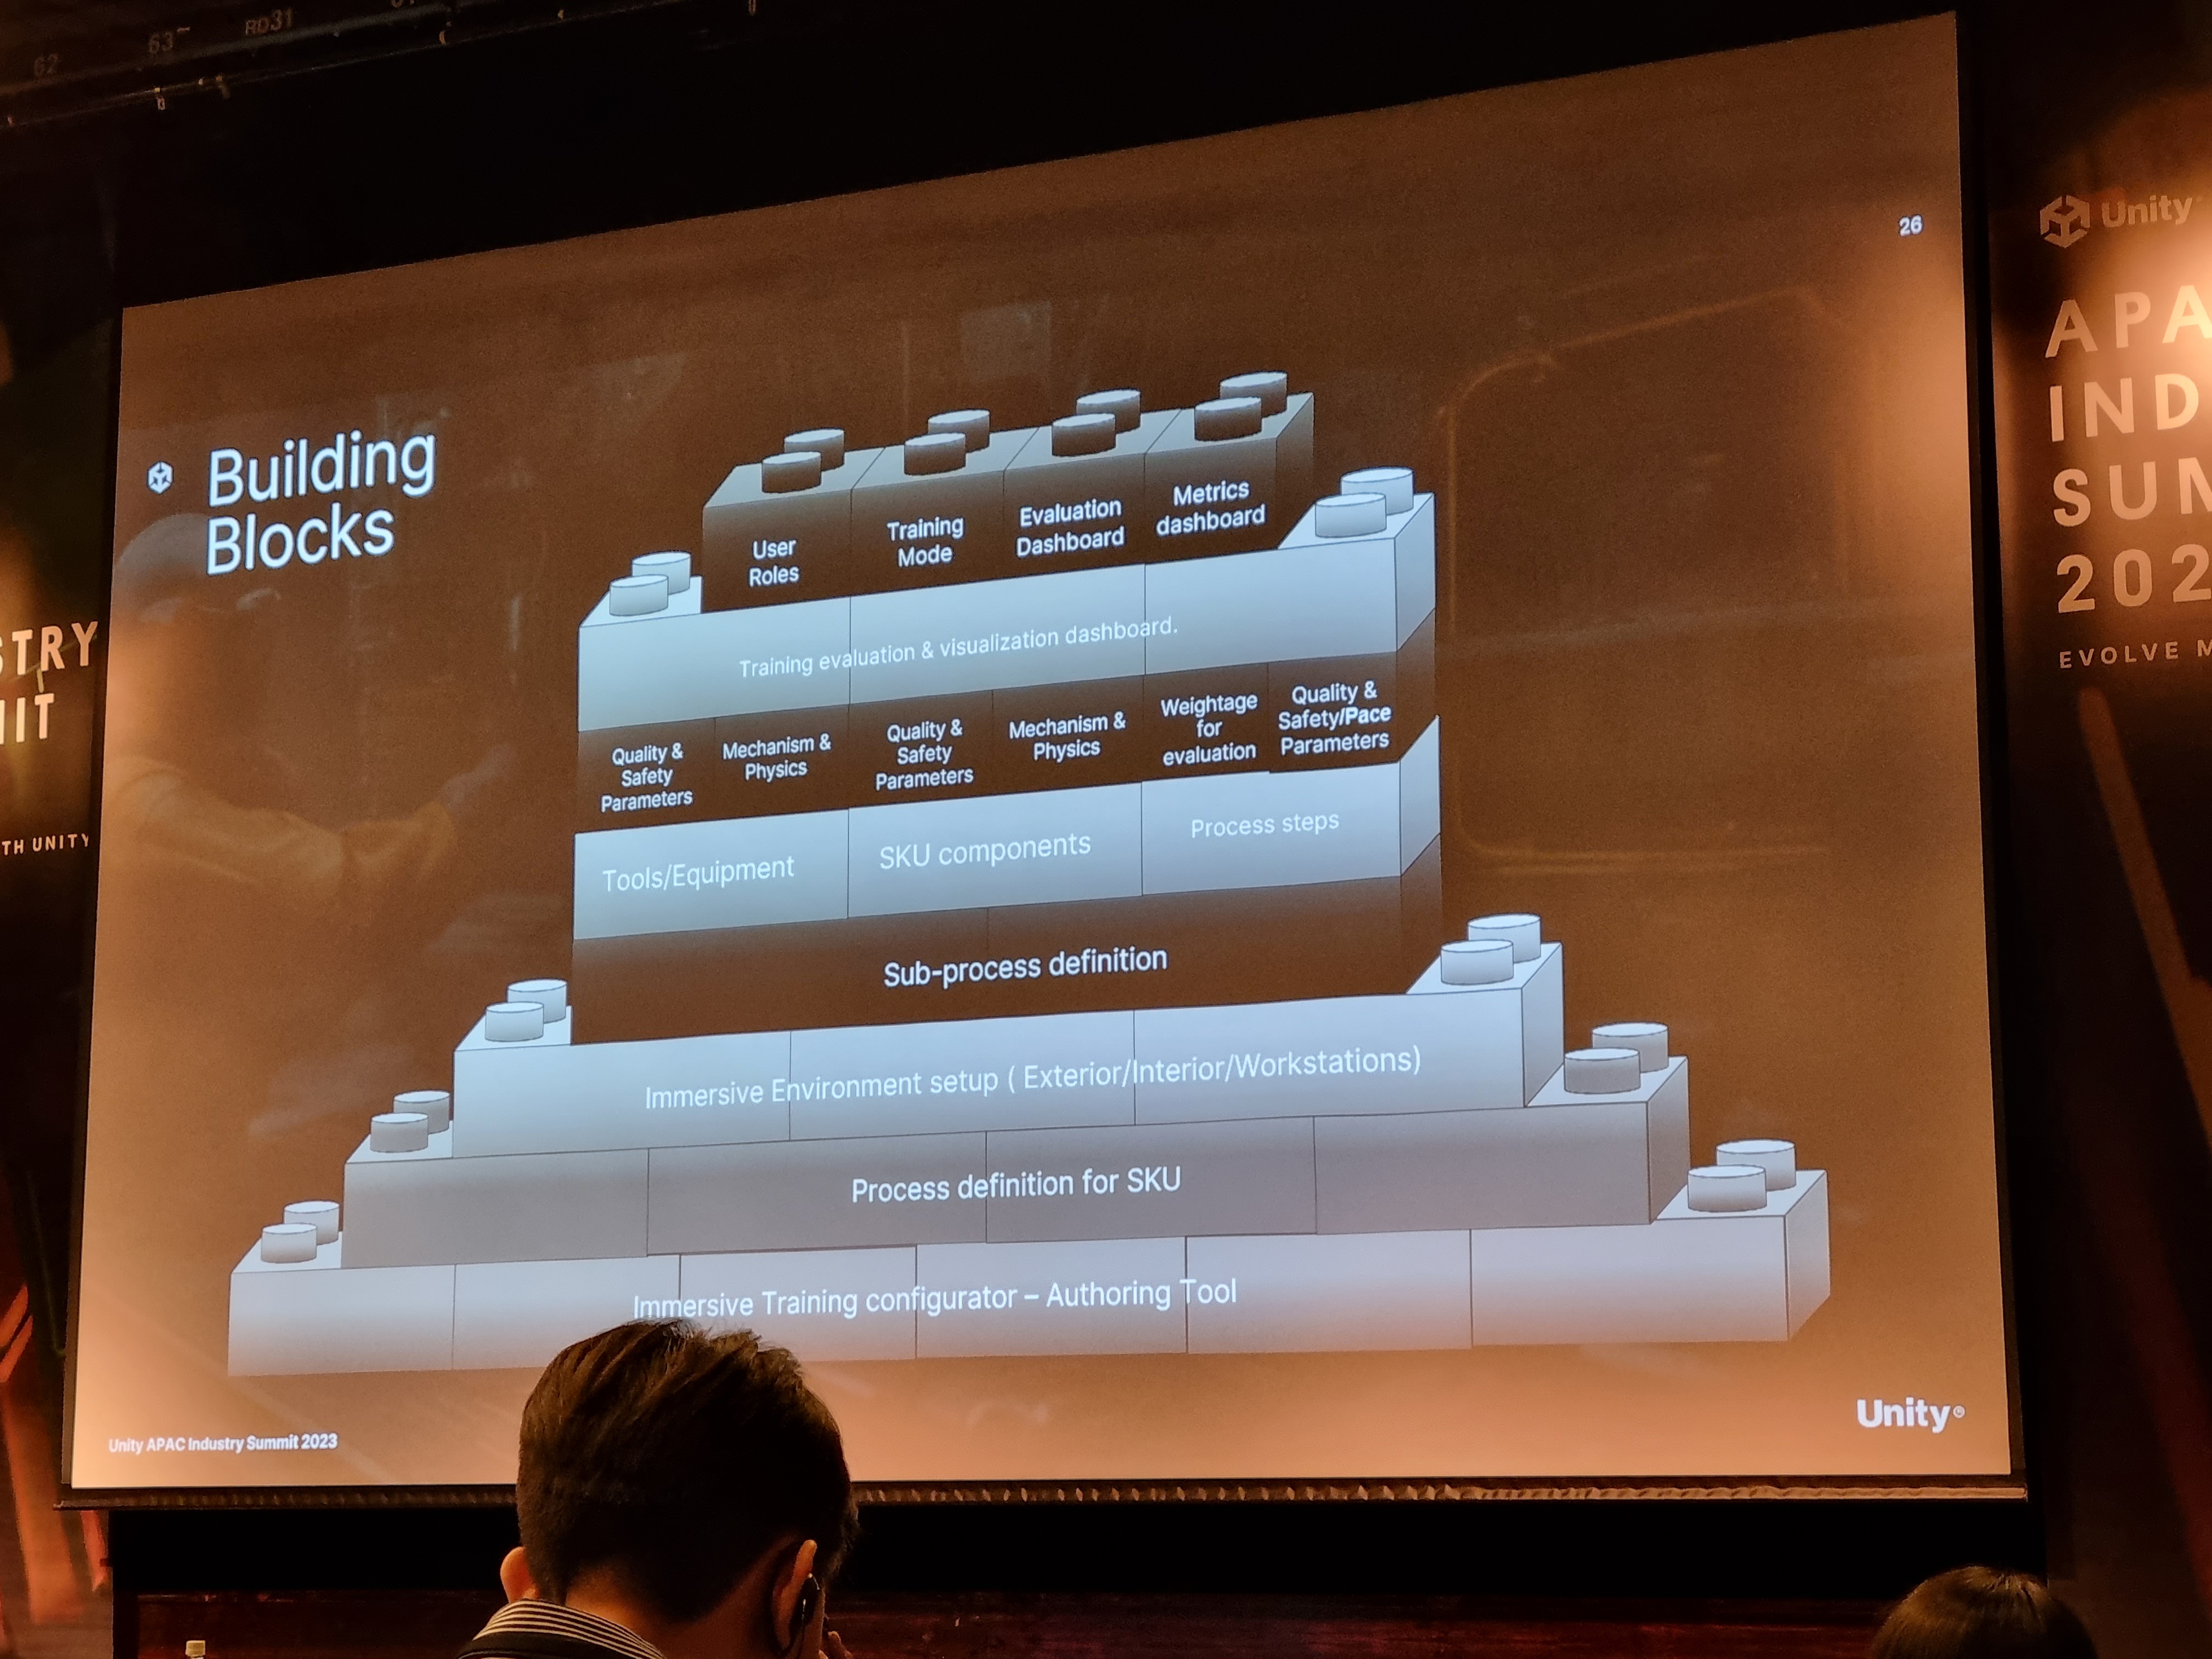 62
63
RD31
26
Building
Blocks
User
Roles
Training
Mode
Evaluation
Dashboard
Metrics
dashboard
Training evaluation & visualization dashboard.
Quality &
Safety
Parameters
Mechanism &
Physics
Quality &
Safety
Parameters
Mechanism &
Physics
Weightage
for
evaluation
Quality &
Safety/Pace
Parameters
Tools/Equipment
SKU components
Process steps
Sub-process definition
Immersive Environment setup ( Exterior/Interior/Workstations)
Process definition for SKU
Immersive Training configurator – Authoring Tool
Unity APAC Industry Summit 2023
Unity
STRY
IIT
TH UNITY
Unity
APA
IND
SUM
202
EVOLVE M